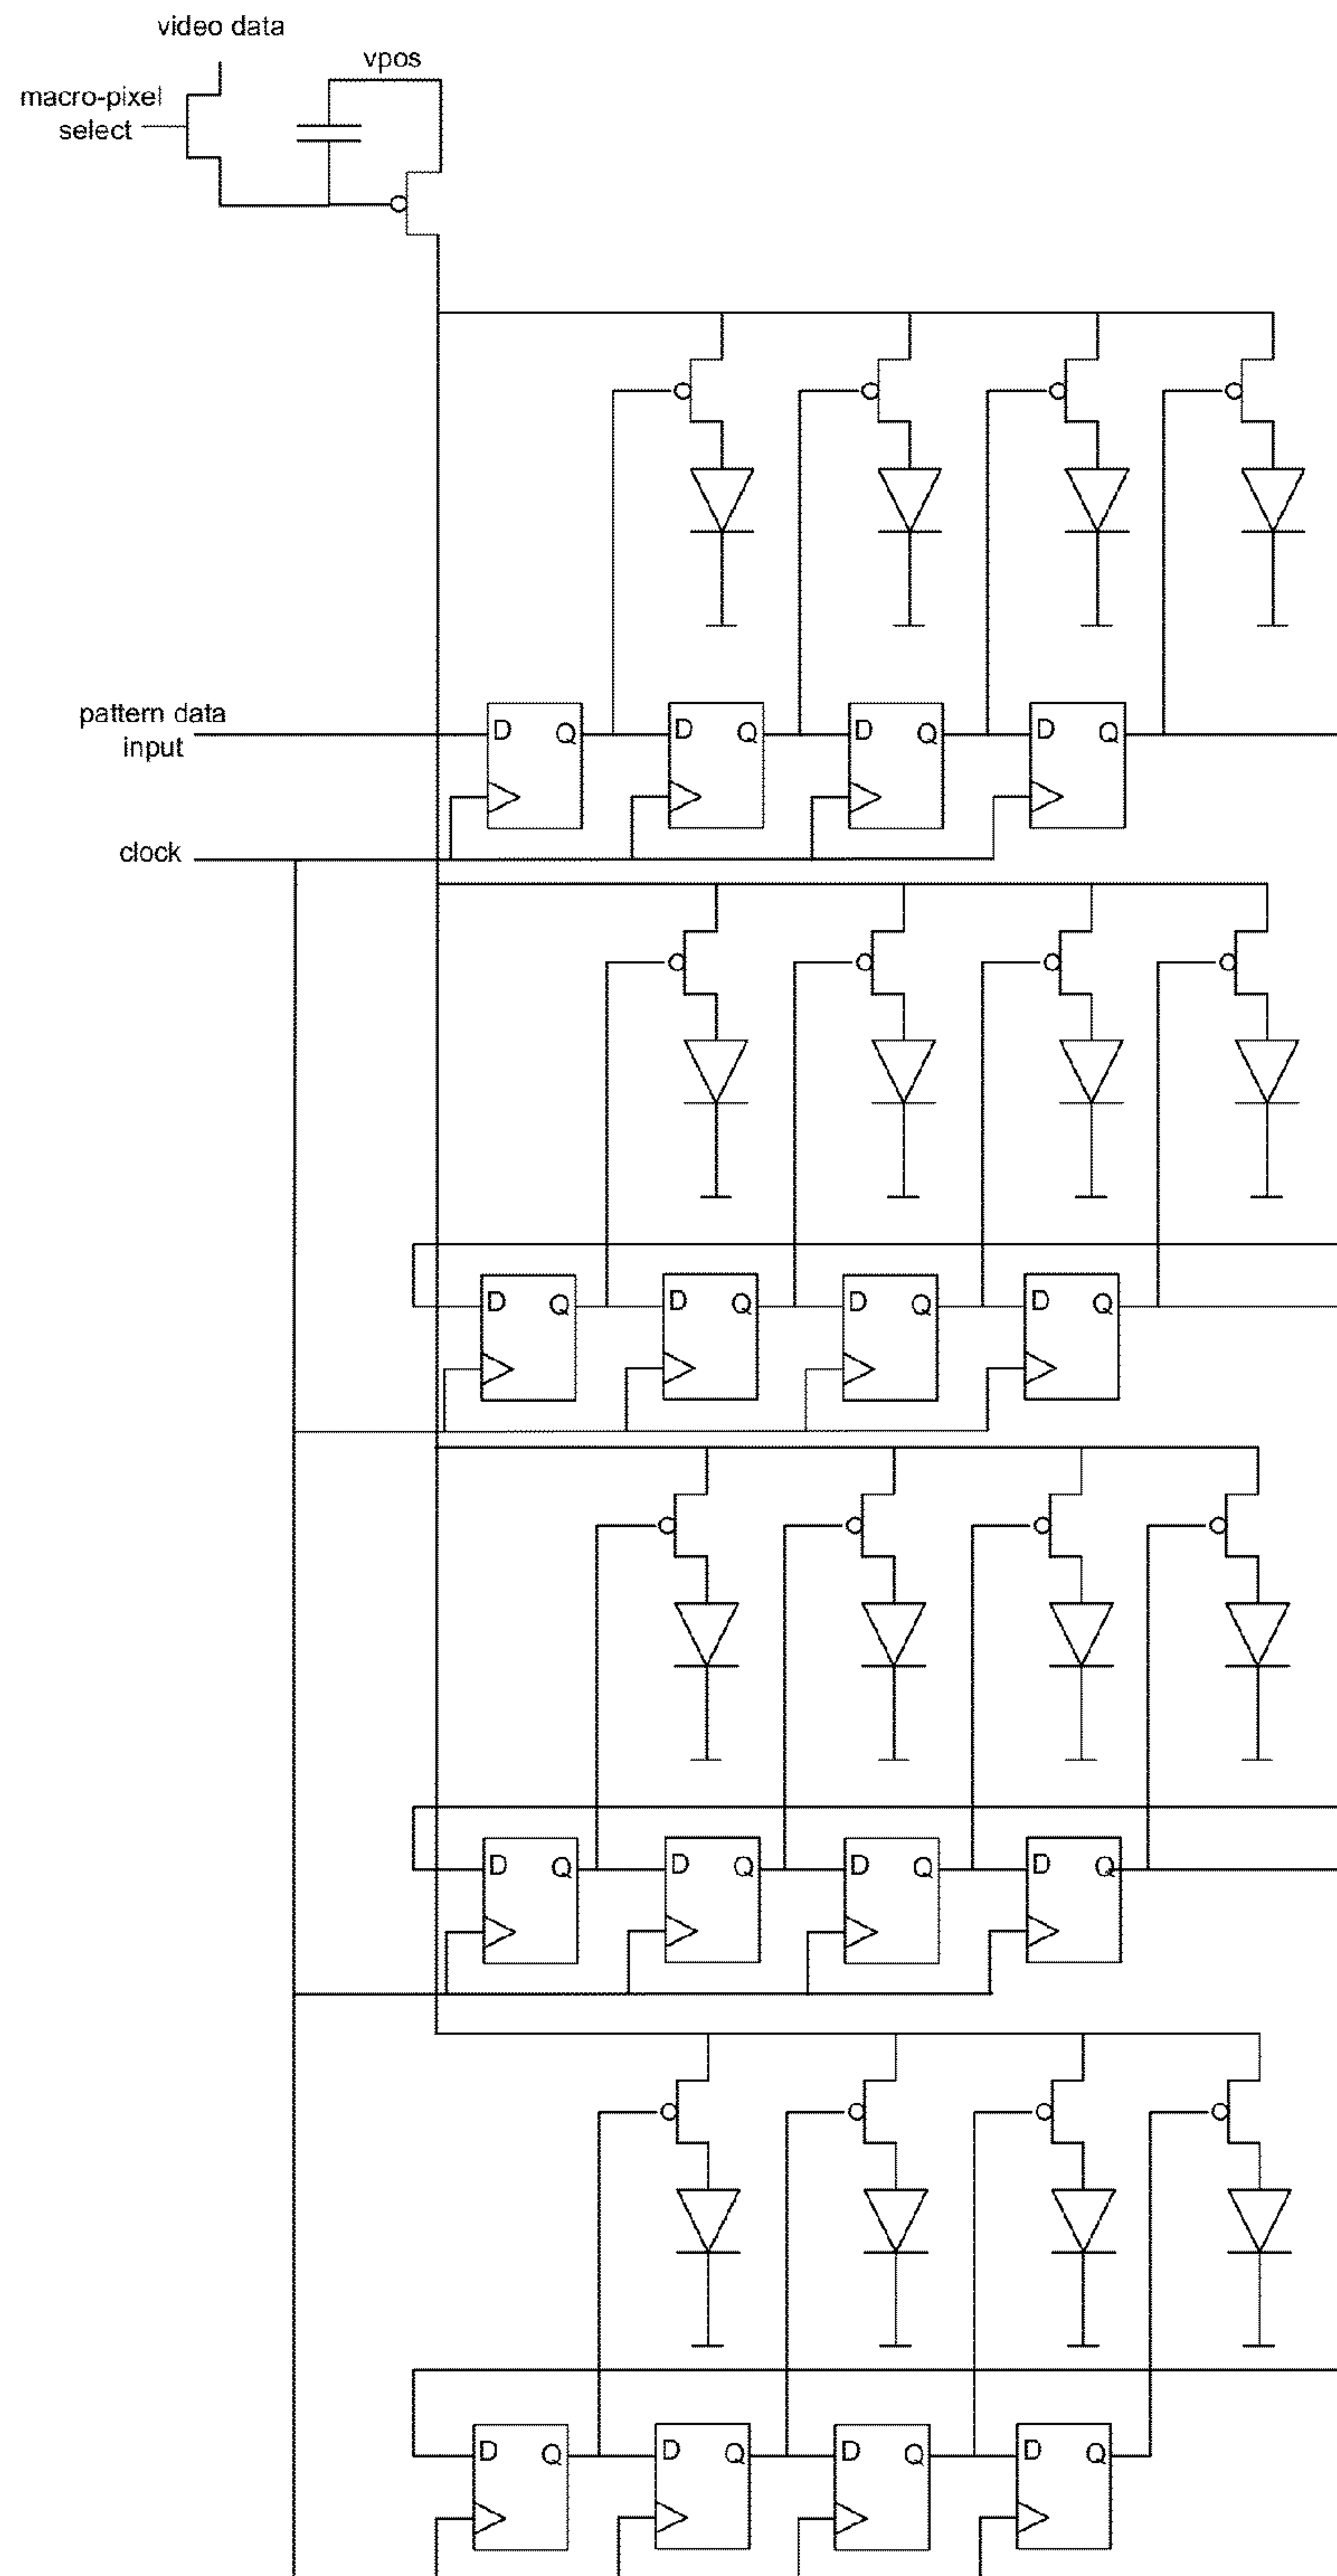 video data
vpos
macro-pixel
select
D Q D Q D Q D Q
pattern data
input
clock
D Q D Q D Q D Q
D Q D Q D Q D Q
D Q D Q D Q D Q